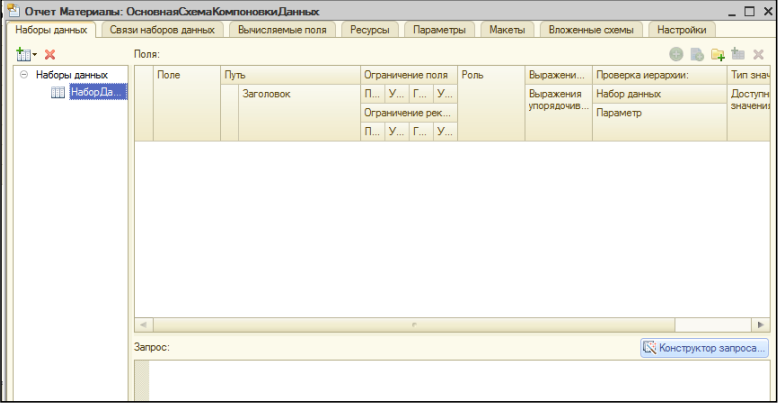 Отчет Материалы: ОсновнаяСхемаКомпоновкиДанных
Наборы данных Связи наборов данных Вычисляемые поля Ресурсы Параметры Макеты Вложенные схемы Настройки
Поля:
Наборы данных
НаборДа...
Поле Путь Ограничение поля Роль Выражени... Проверка иерархии: Тип знач
Заголовок П... У... Г... У... Выражения упорядочив... Набор данных Доступн значения
Ограничение рек... Параметр
П... У... Г... У...
Запрос:
Конструктор запроса...